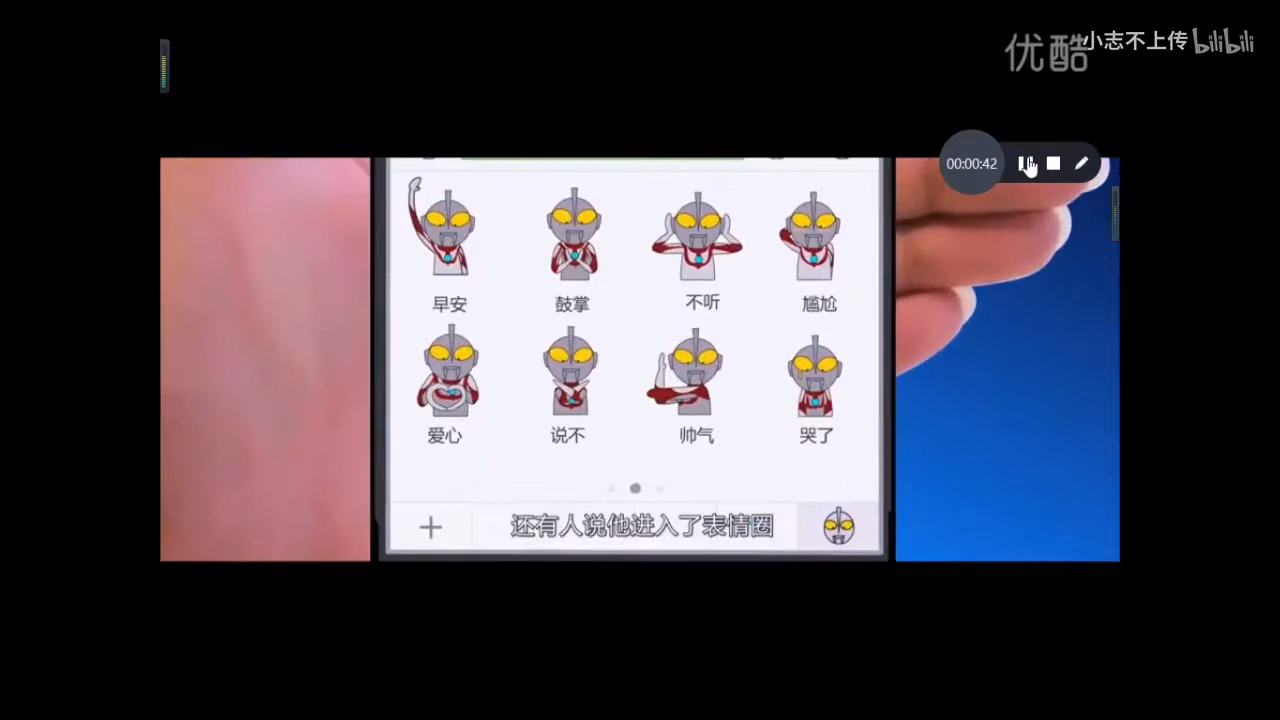 小志不上传 bilibili
优酷
00:00:42
早安 鼓掌 不听 尴尬
爱心 说不 帅气 哭了
还有人说他进入了表情圈